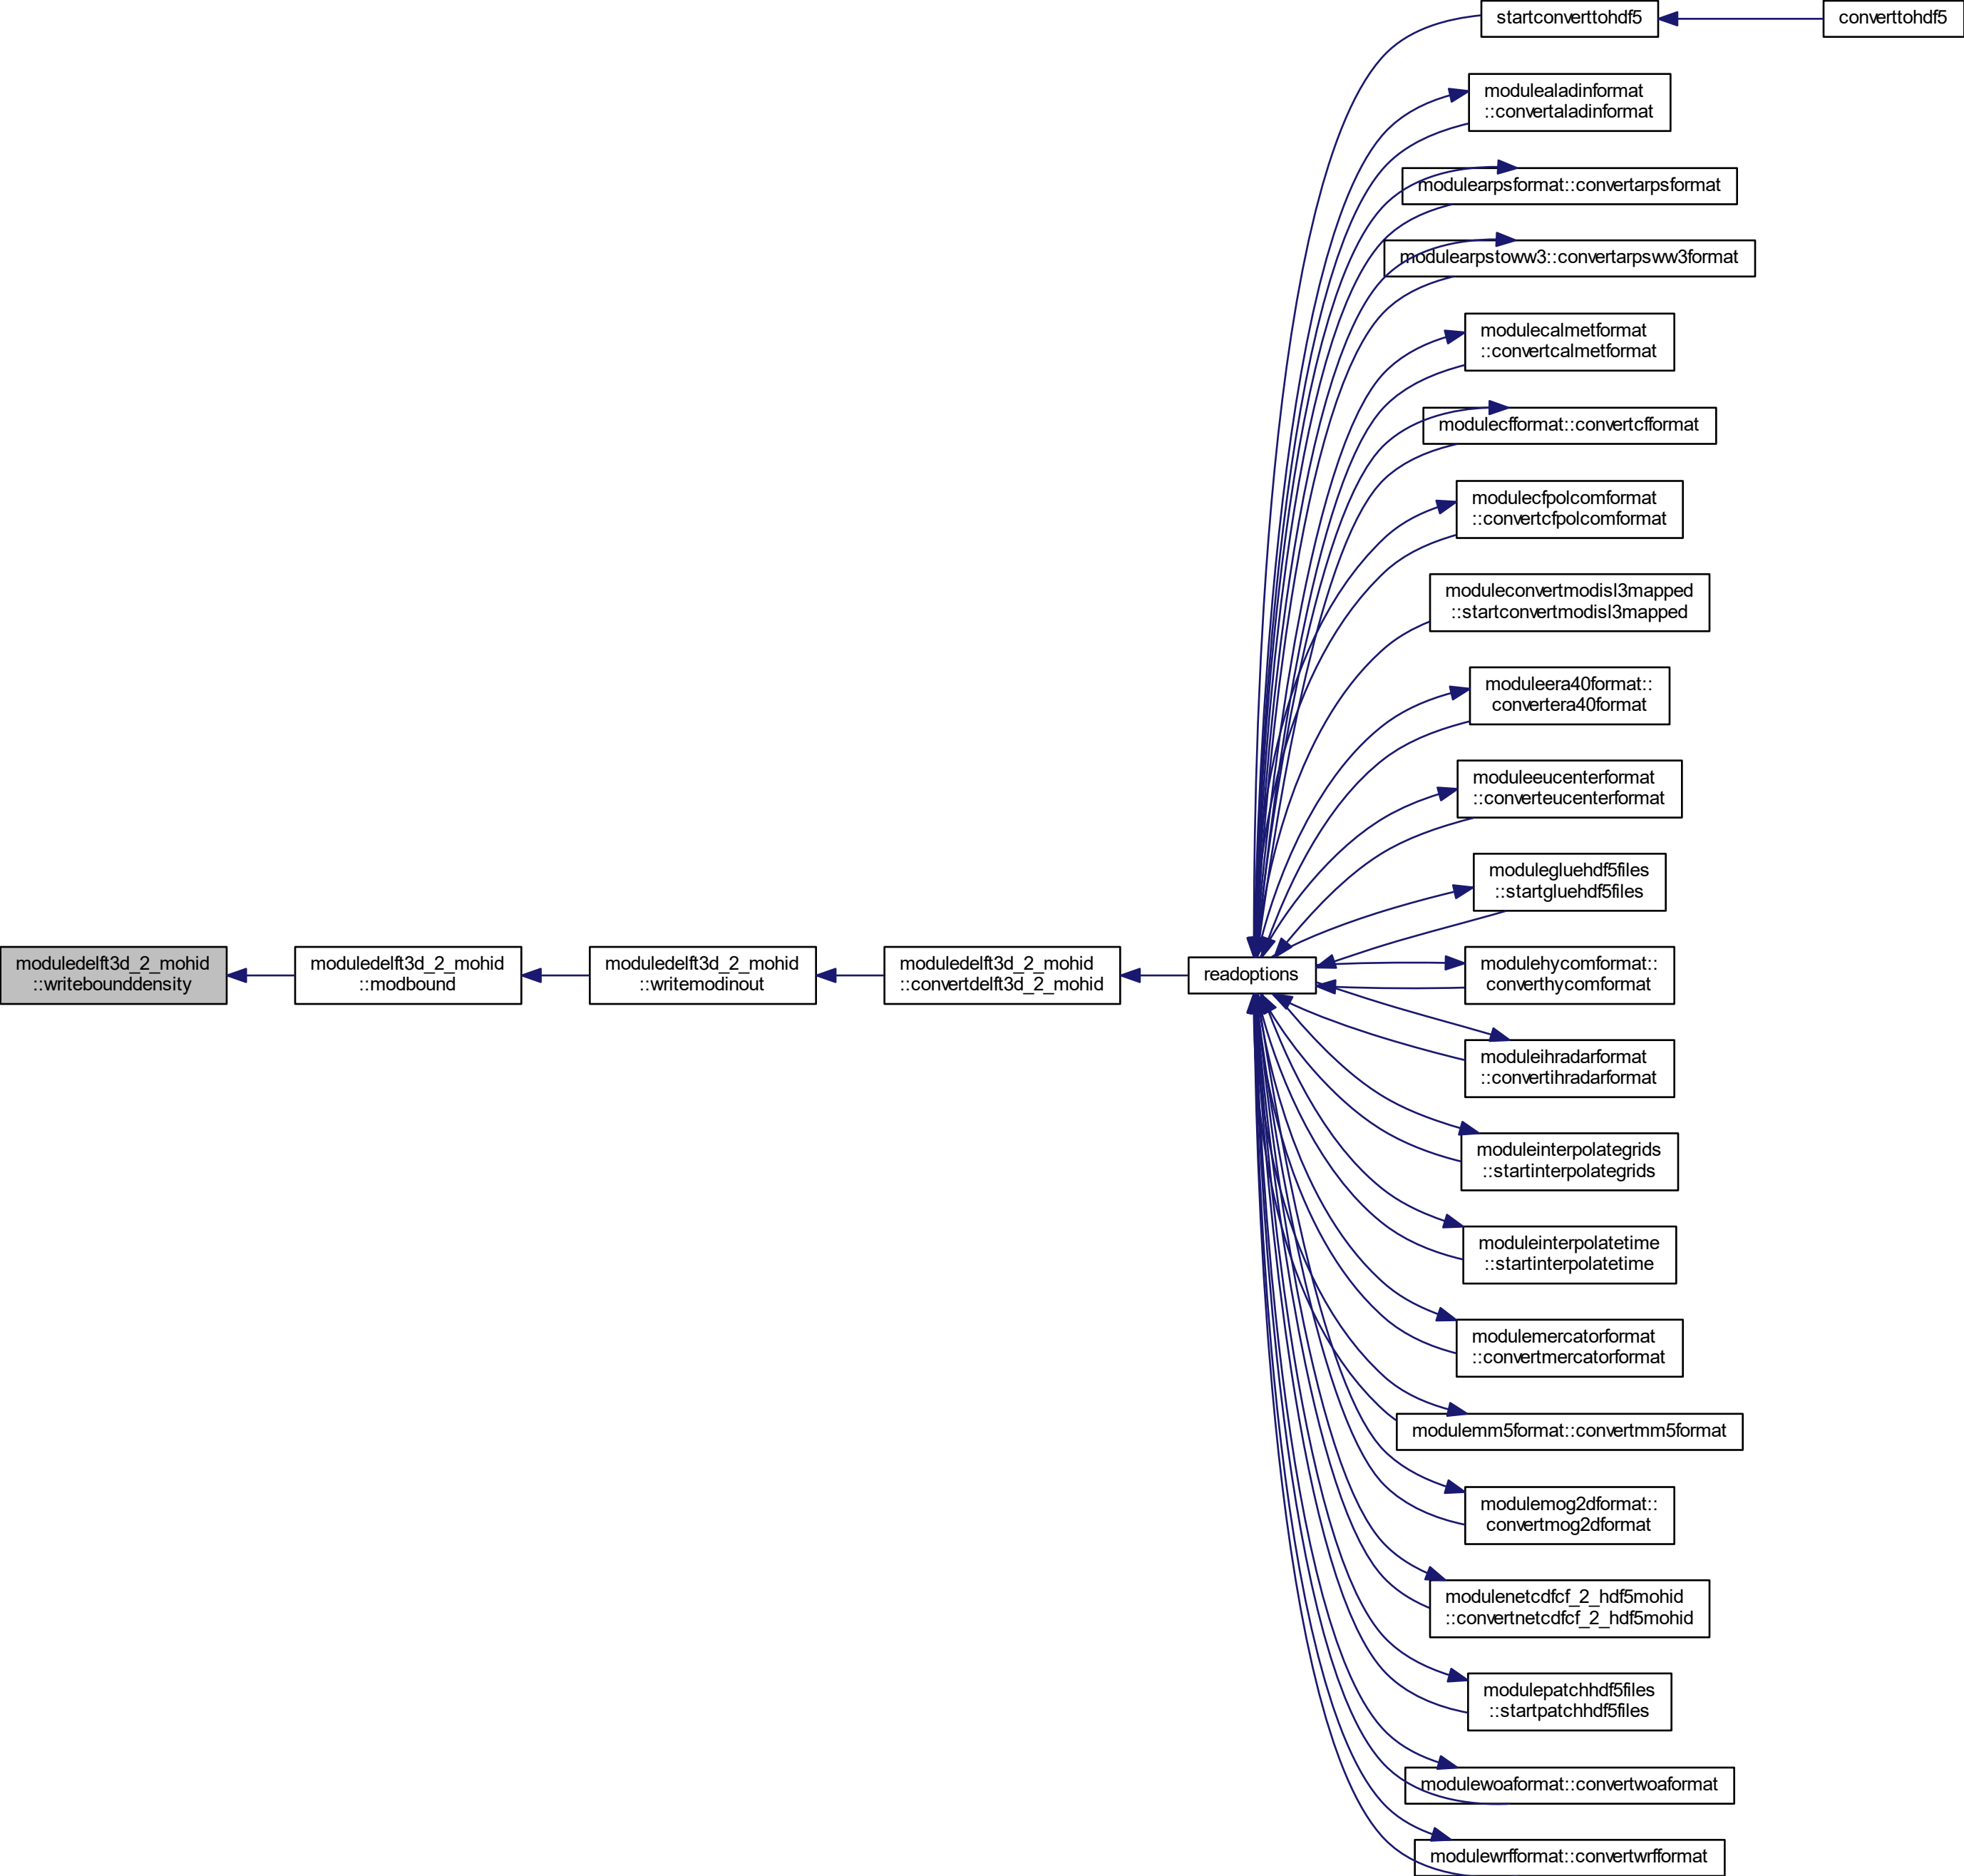 startconverttohdf5
converttohdf5
modulealadinformat
::convertaladinformat
modulearpsformat::convertarpsformat
modulearpstoww3::convertarpsww3format
modulecalmetformat
::convertcalmetformat
modulecfformat::convertcfformat
modulecfpolcomformat
::convertcfpolcomformat
moduleconvertmodisl3mapped
::startconvertmodisl3mapped
moduleera40format::
convertera40format
moduleeucenterformat
::converteucenterformat
modulegluehdf5files
::startgluehdf5files
moduledelft3d_2_mohid
::writebounddensity
moduledelft3d_2_mohid
::modbound
moduledelft3d_2_mohid
::writemodinout
moduledelft3d_2_mohid
::convertdelft3d_2_mohid
readoptions
modulehycomformat::
converthycomformat
moduleihradarformat
::convertihradarformat
moduleinterpolategrids
::startinterpolategrids
moduleinterpolatetime
::startinterpolatetime
modulemercatorformat
::convertmercatorformat
modulemm5format::convertmm5format
modulemog2dformat::
convertmog2dformat
modulenetcdfcf_2_hdf5mohid
::convertnetcdfcf_2_hdf5mohid
modulepatchhdf5files
::startpatchhdf5files
modulewoaformat::convertwoaformat
modulewrfformat::convertwrfformat